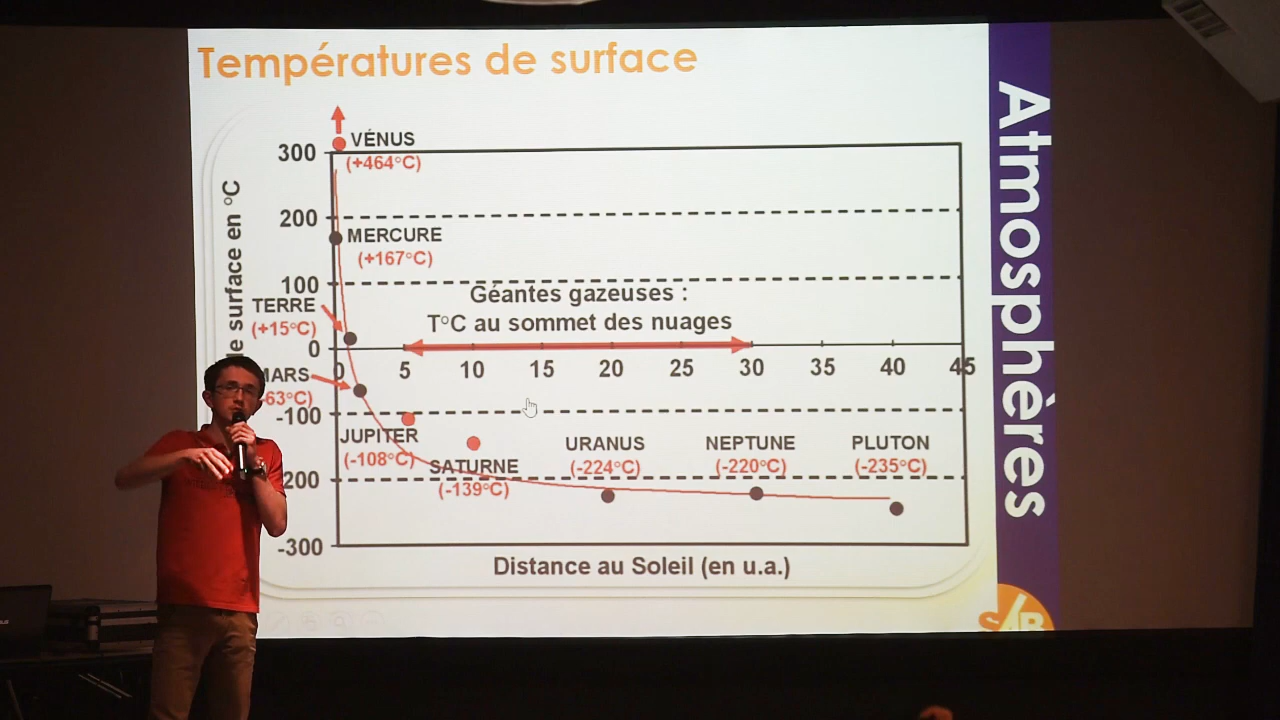 Températures de surface
Atmosphères
VÉNUS
(+464°C)
300
200
MERCURE
(+167°C)
100
Géantes gazeuses :
T°C au sommet des nuages
TERRE
(+15°C)
surface en °C
0
0 5 10 15 20 25 30 35 40 45
MARS
-63°C)
-100
JUPITER
(-108°C)
SATURNE
(-139°C)
URANUS
(-224°C)
NEPTUNE
(-220°C)
PLUTON
(-235°C)
200
-300
Distance au Soleil (en u.a.)